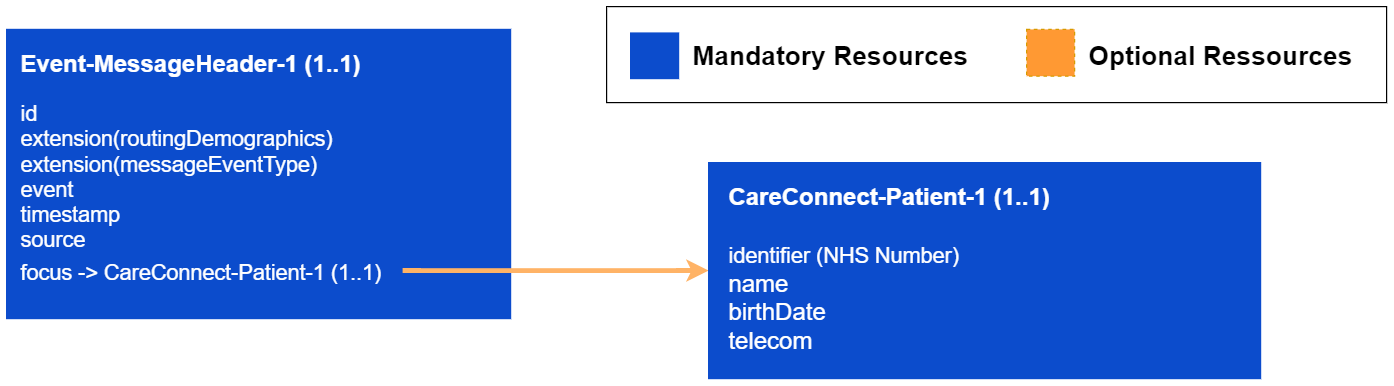 Event-MessageHeader-1 (1..1)
id
extension(routingDemographics)
extension(messageEventType)
event
timestamp
source
focus -> CareConnect-Patient-1 (1..1)
Mandatory Resources
Optional Ressources
CareConnect-Patient-1 (1..1)
identifier (NHS Number)
name
birthDate
telecom